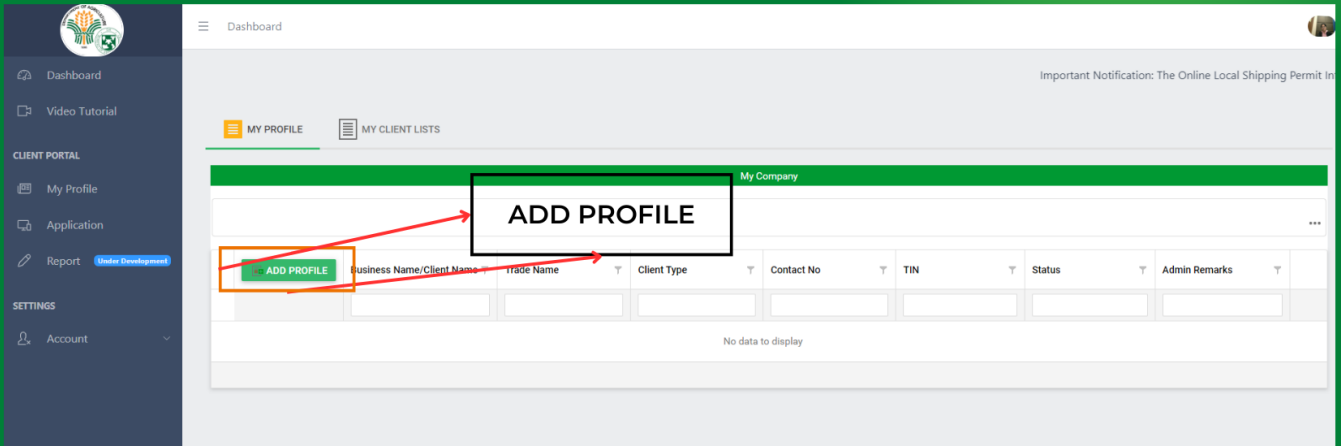 Dashboard
Important Notification: The Online Local Shipping Permit
Dashboard
Video Tutorial
CLIENT PORTAL
My Profile
Application
Report Under Development
SETTINGS
Account
MY PROFILE MY CLIENT LISTS
My Company
ADD PROFILE
ADD PROFILE Business Name/Client Name Trade Name Client Type Contact No TIN Status Admin Remarks
No data to display